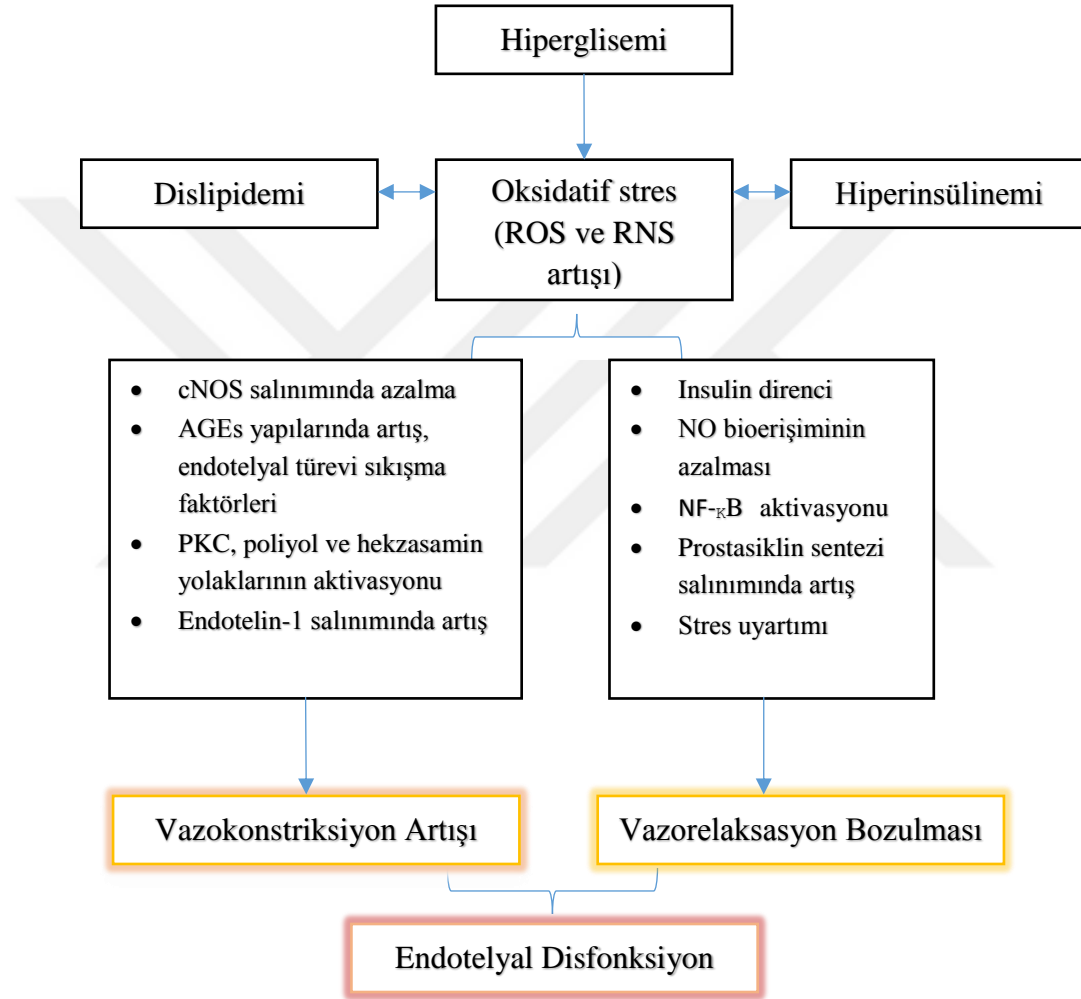 Hiperglisemi
Dislipidemi
Oksidatif stres
(ROS ve RNS
artışı)
Hiperinsülinemi
• cNOS salınımında azalma
• AGEs yapılarında artış,
endotelyal türevi sıkışma
faktörleri
• PKC, poliyol ve hekzasamin
yolaklarının aktivasyonu
• Endotelin-1 salınımında artış
• Insulin direnci
• NO bioerişiminin
azalması
• NF-ĸB aktivasyonu
• Prostasiklin sentezi
salınımında artış
• Stres uyartımı
Vazokonstriksiyon Artışı
Vazorelaksasyon Bozulması
Endotelyal Disfonksiyon